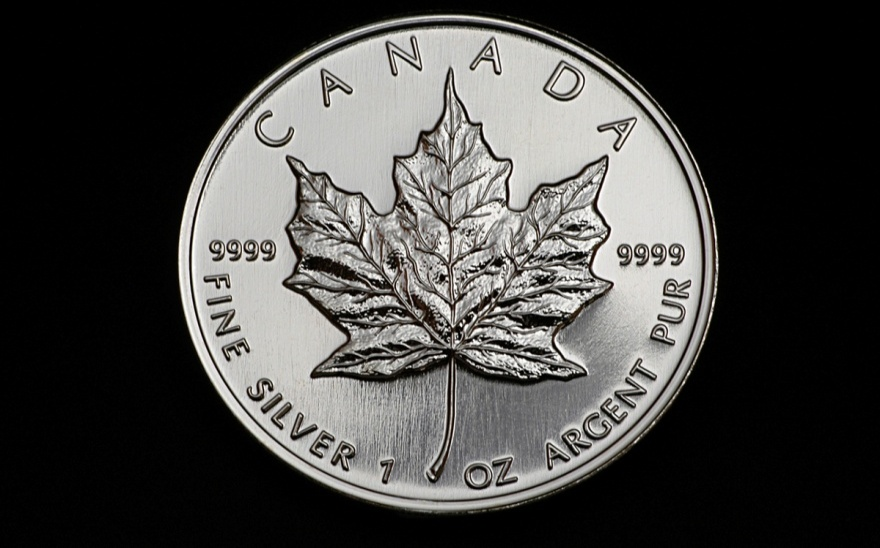 CANADA
9999
9999
FINE SILVER 1 OZ ARGENT PUR